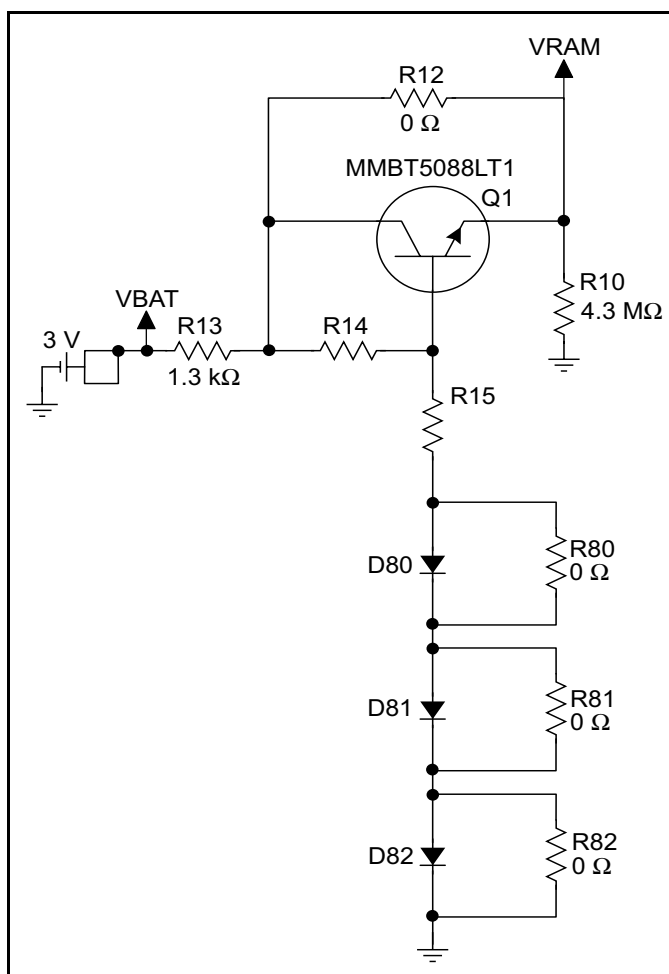 VRAM
R12
0 Ω
MMBT5088LT1
Q1
R10
4.3 MΩ
VBAT
3 V
R13
1.3 kΩ
R14
R15
D80
R80
0 Ω
D81
R81
0 Ω
D82
R82
0 Ω